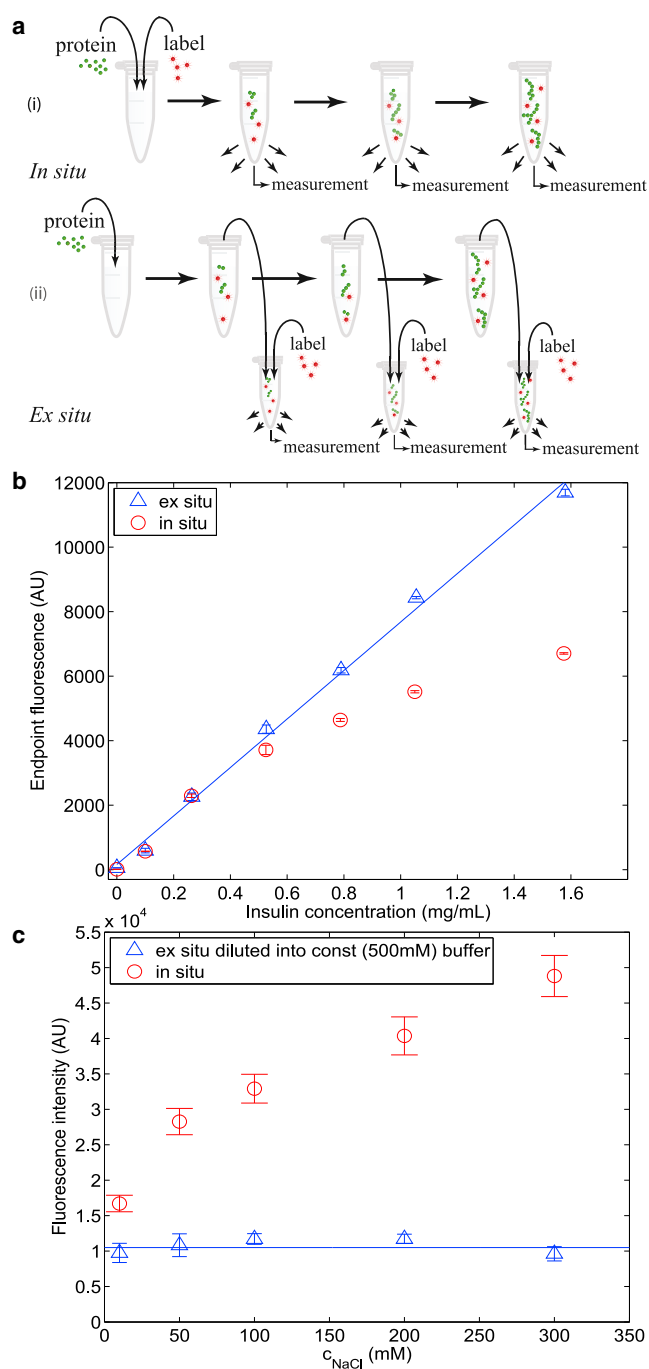 a
protein
label
(i)
In situ
measurement
measurement
measurement
protein
(ii)
label
label
label
Ex situ
measurement
measurement
measurement
b
12000
10000
8000
6000
4000
2000
0
Endpoint fluorescence (AU)
ex situ
in situ
0 0.2 0.4 0.6 0.8 1 1.2 1.4 1.6
Insulin concentration (mg/mL)
c
x 10⁴
5.5
5
4.5
4
3.5
3
2.5
2
1.5
1
0.5
0
Fluorescence intensity (AU)
ex situ diluted into const (500mM) buffer
in situ
0 50 100 150 200 250 300 350
c_NaCl (mM)